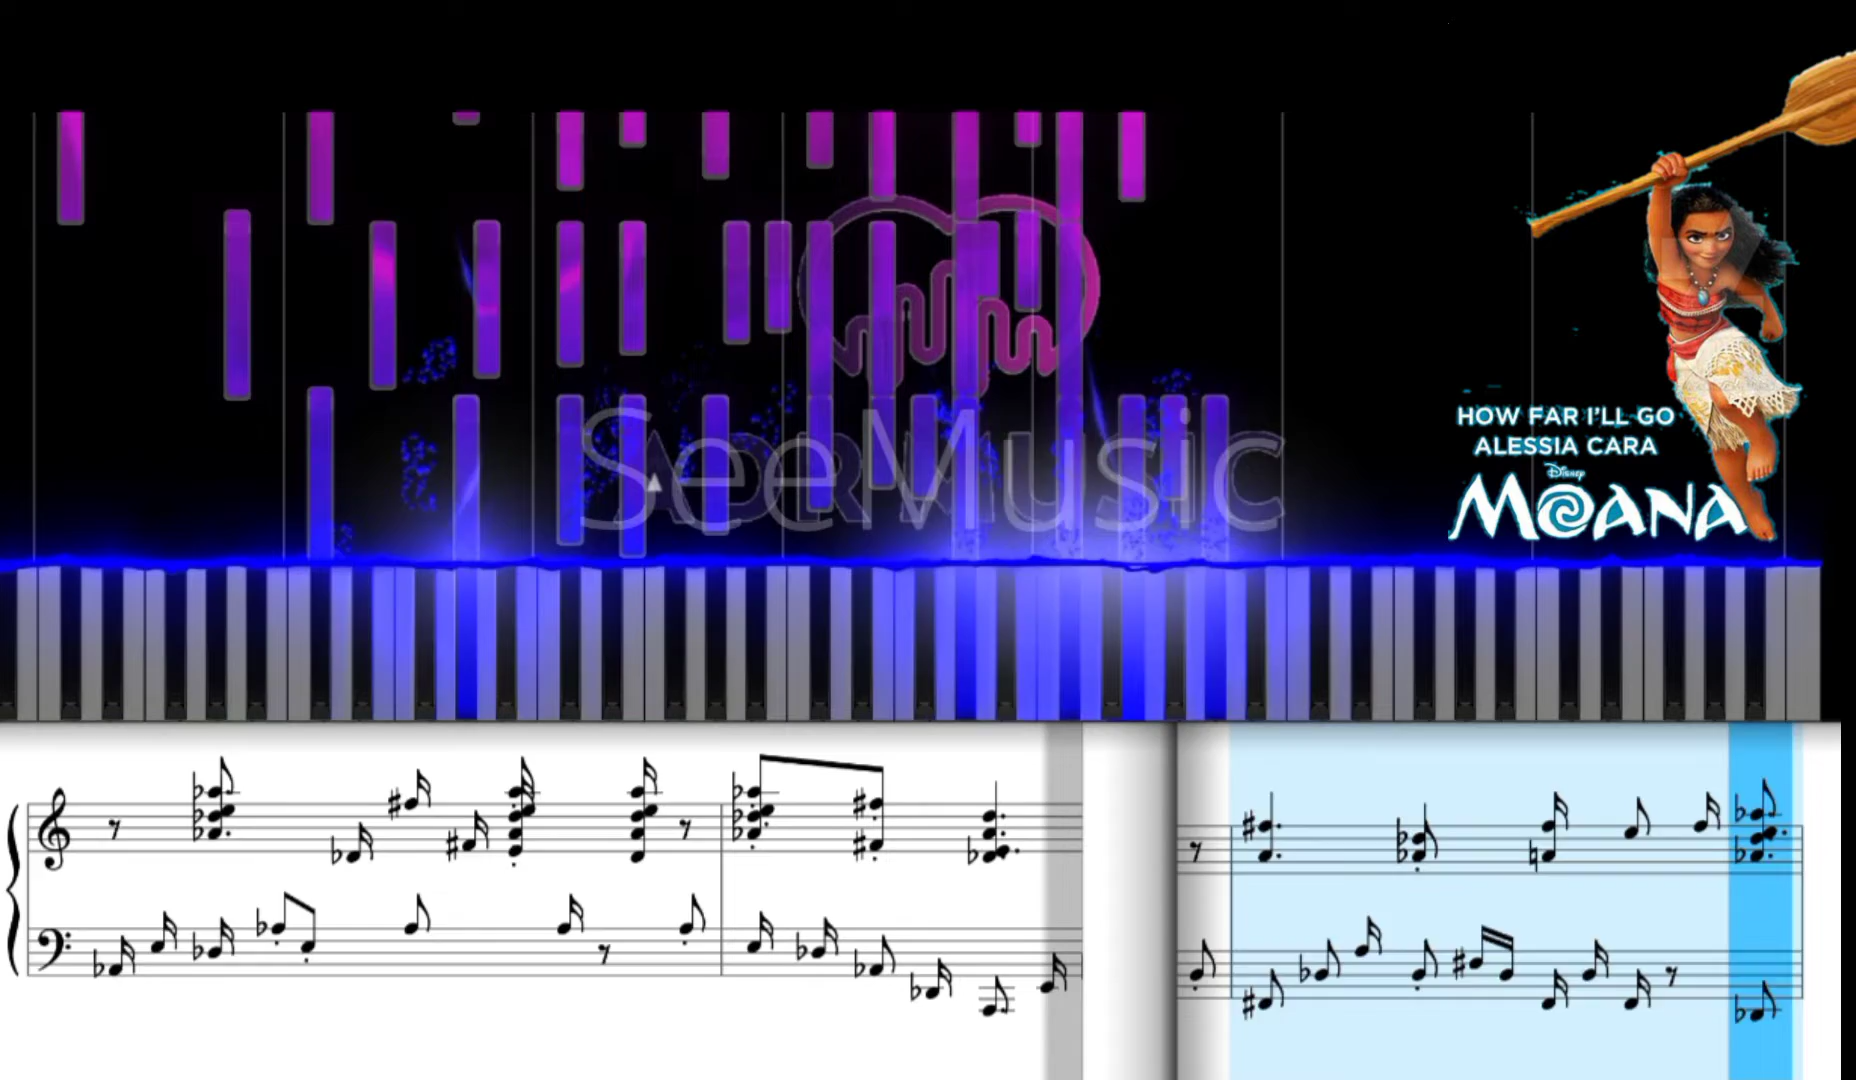 SeeMusic
HOW FAR I'LL GO
ALESSIA CARA
Disney
MOANA